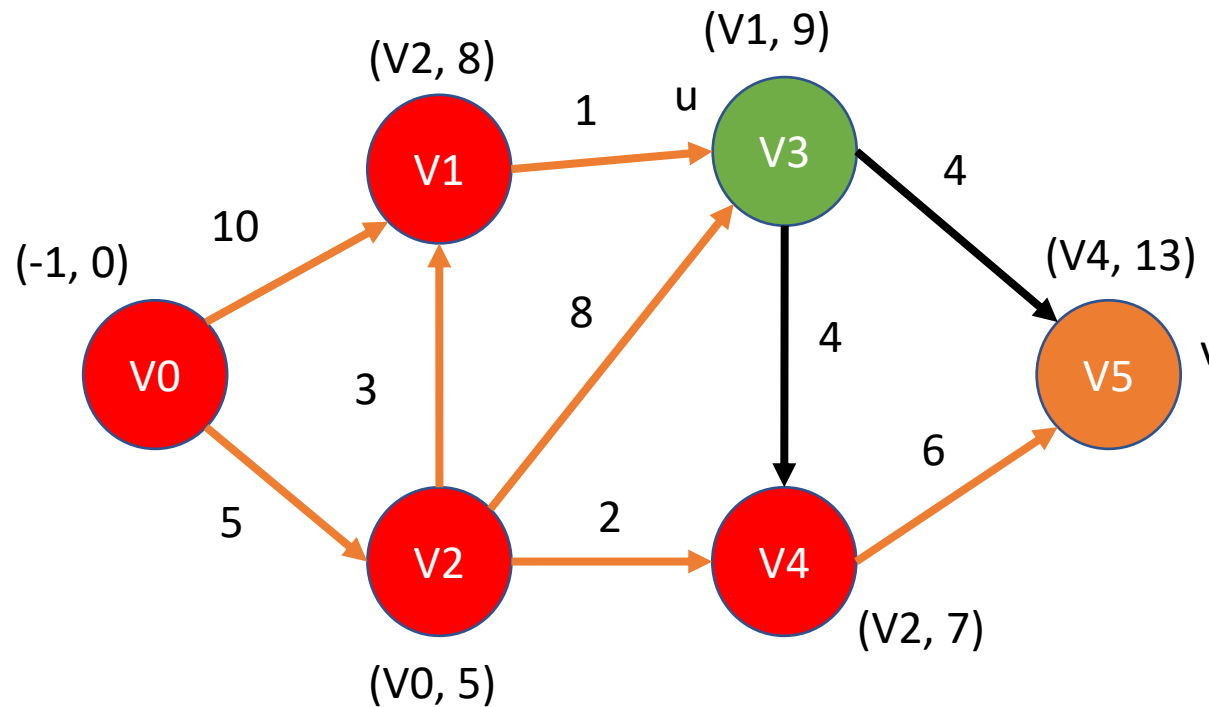 (V1, 9)
(V2, 8)
u
1
V3
V1
4
10
(-1, 0)
(V4, 13)
8
4
V0
3
V5
6
5
2
V2
V4
(V2, 7)
(V0, 5)